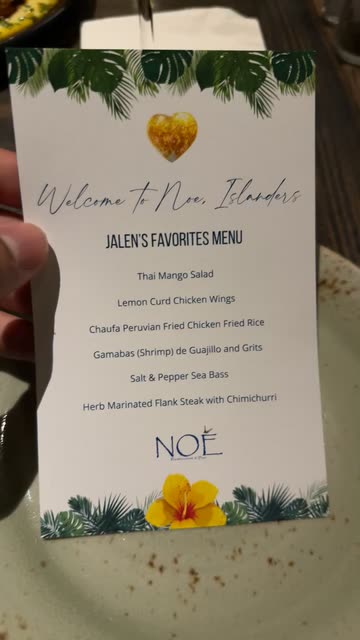 Welcome to Noe, Islanders
JALEN'S FAVORITES MENU
Thai Mango Salad
Lemon Curd Chicken Wings
Chaufa Peruvian Fried Chicken Fried Rice
Gamabas (Shrimp) de Guajillo and Grits
Salt & Pepper Sea Bass
Herb Marinated Flank Steak with Chimichurri
NOÉ